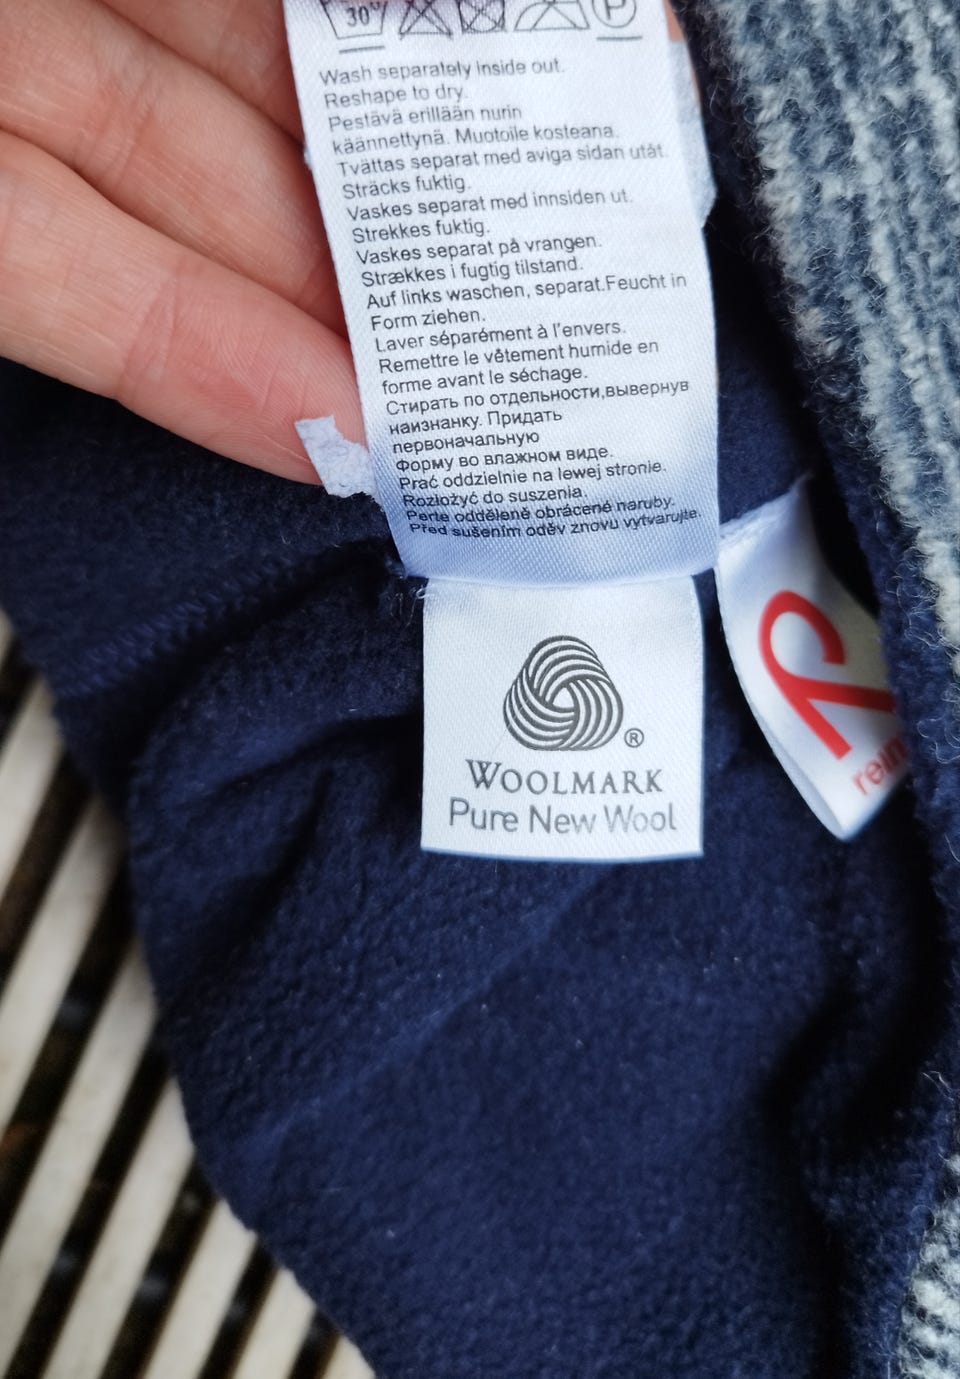 30°
P
Wash separately inside out.
Reshape to dry.
Pestävä erillään nurin
käännettynä. Muotoile kosteana.
Tvättas separat med aviga sidan utåt.
Sträcks fuktig.
Vaskes separat med innsiden ut.
Strekkes fuktig.
Vaskes separat på vrangen.
Strækkes i fugtig tilstand.
Auf links waschen, separat.Feucht in
Form ziehen.
Laver séparément à l'envers.
Remettre le vêtement humide en
forme avant le séchage.
Стирать по отдельности,вывернув
наизнанку. Придать
первоначальную
Форму во влажном виде.
Prać oddzielnie na lewej stronie.
Rozłożyć do suszenia.
Perte odděleně obrácené naruby.
Před sušením oděv znovu vytvarujte.
®
WOOLMARK
Pure New Wool